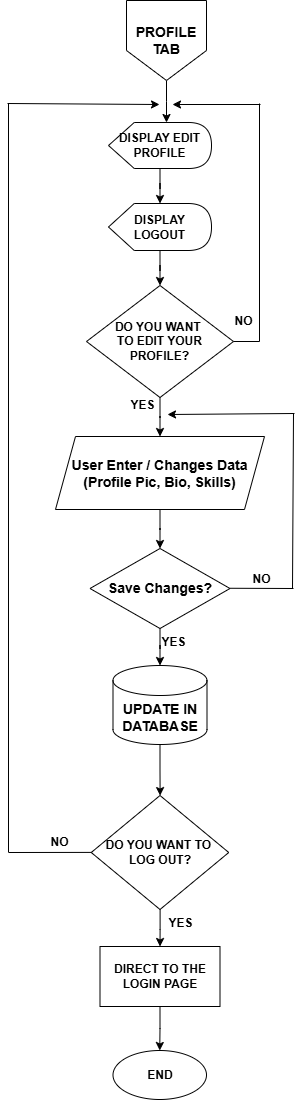 PROFILE
TAB
DISPLAY EDIT
PROFILE
DISPLAY
LOGOUT
DO YOU WANT
TO EDIT YOUR
PROFILE?
NO
YES
User Enter / Changes Data
(Profile Pic, Bio, Skills)
Save Changes?
NO
YES
UPDATE IN
DATABASE
DO YOU WANT TO
LOG OUT?
NO
YES
DIRECT TO THE
LOGIN PAGE
END